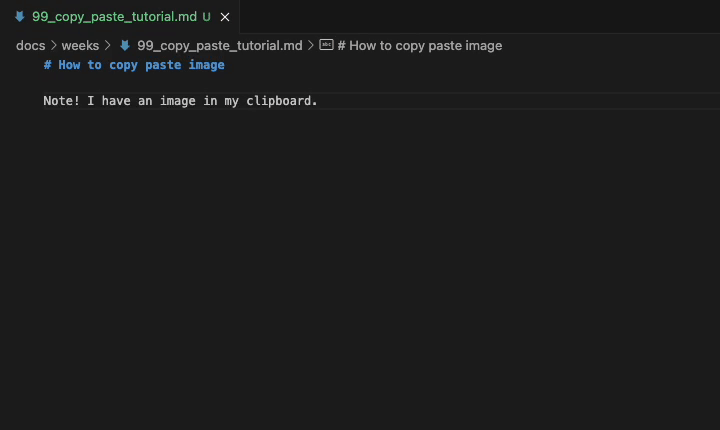 99_copy_paste_tutorial.md U
docs > weeks > 99_copy_paste_tutorial.md > abc # How to copy paste image
# How to copy paste image
Note! I have an image in my clipboard.